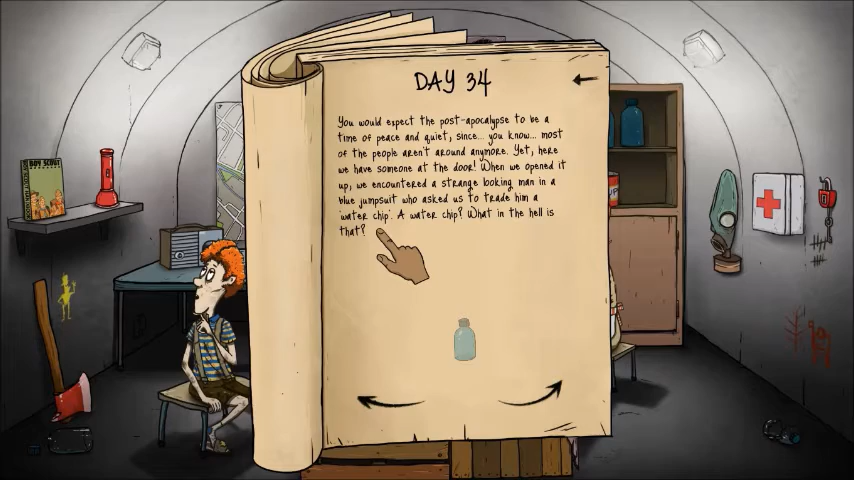 BOY SCOUT
DAY 34
You would expect the post-apocalypse to be a
time of peace and quiet, since... you know... most
of the people aren't around anymore. Yet, here
we have someone at the door! When we opened it
up, we encountered a strange looking man in a
blue jumpsuit who asked us to trade him a
'water chip'. A water chip? What in the hell is
that?